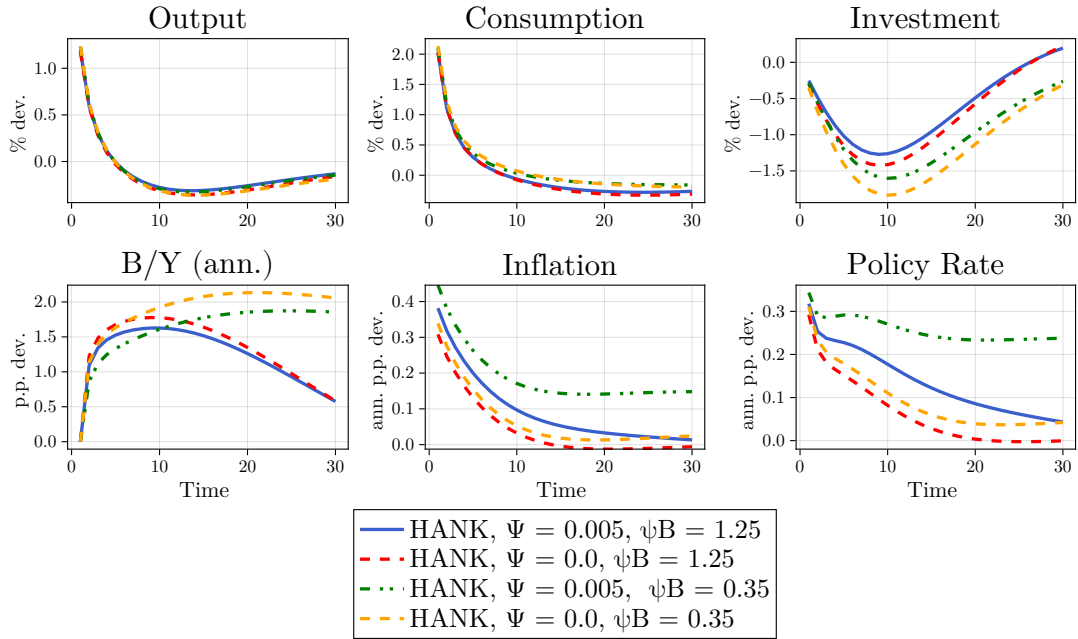 Output
Consumption
Investment
% dev.
1.0
0.5
0.0
0
10
20
30
% dev.
2.0
1.5
1.0
0.5
0.0
0
10
20
30
% dev.
0.0
−0.5
−1.0
−1.5
0
10
20
30
B/Y (ann.)
Inflation
Policy Rate
p.p. dev.
2.0
1.5
1.0
0.5
0.0
0
10
20
30
Time
ann. p.p. dev.
0.4
0.3
0.2
0.1
0.0
0
10
20
30
Time
ann. p.p. dev.
0.3
0.2
0.1
0.0
0
10
20
30
Time
HANK, Ψ = 0.005, ψB = 1.25
HANK, Ψ = 0.0, ψB = 1.25
HANK, Ψ = 0.005, ψB = 0.35
HANK, Ψ = 0.0, ψB = 0.35